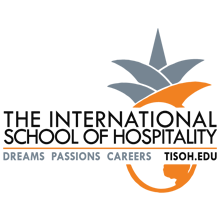 THE INTERNATIONAL
SCHOOL OF HOSPITALITY
DREAMS PASSIONS CAREERS TISOH.EDU